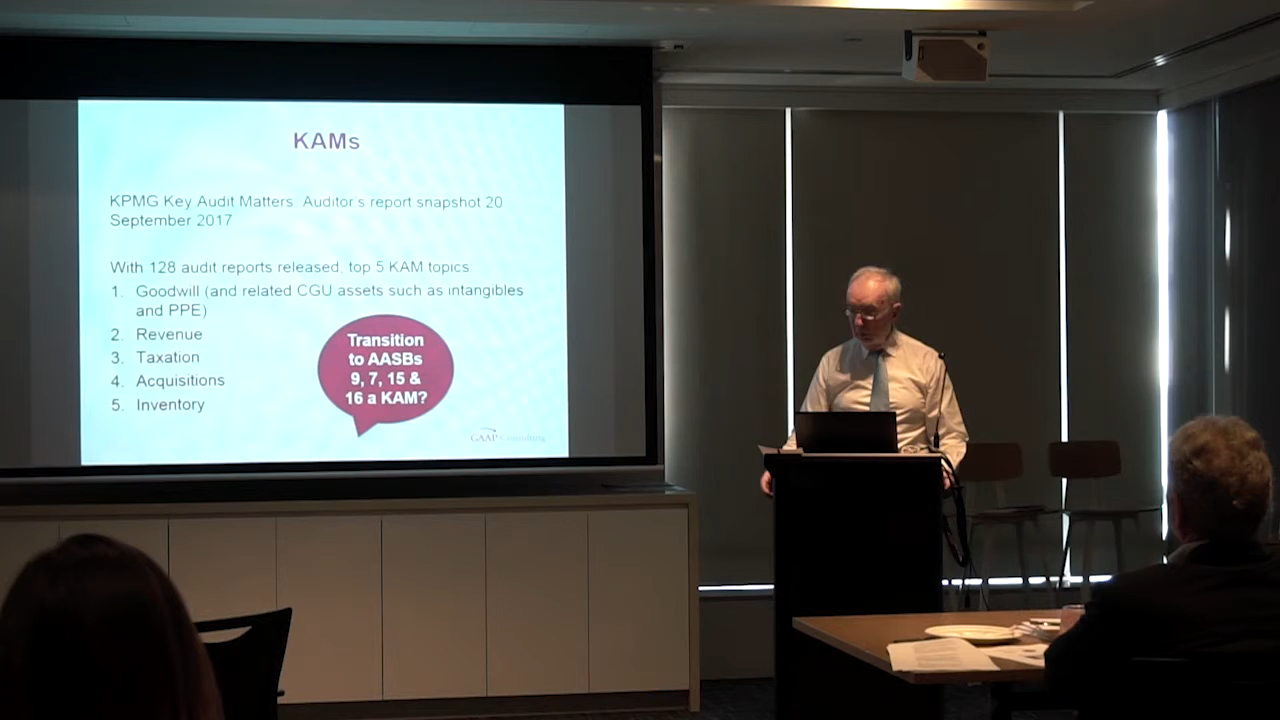 KAMs
KPMG Key Audit Matters. Auditor's report snapshot 20
September 2017
With 128 audit reports released, top 5 KAM topics
1. Goodwill (and related CGU assets such as intangibles
and PPE)
2. Revenue
3. Taxation
4. Acquisitions
5. Inventory
Transition
to AASBs
9, 7, 15 &
16 a KAM?
GAAP Consulting